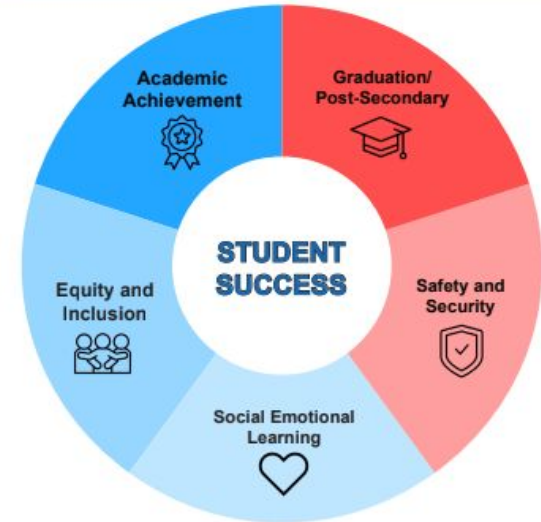 Academic
Achievement
Graduation/
Post-Secondary
STUDENT
SUCCESS
Equity and
Inclusion
Safety and
Security
Social Emotional
Learning